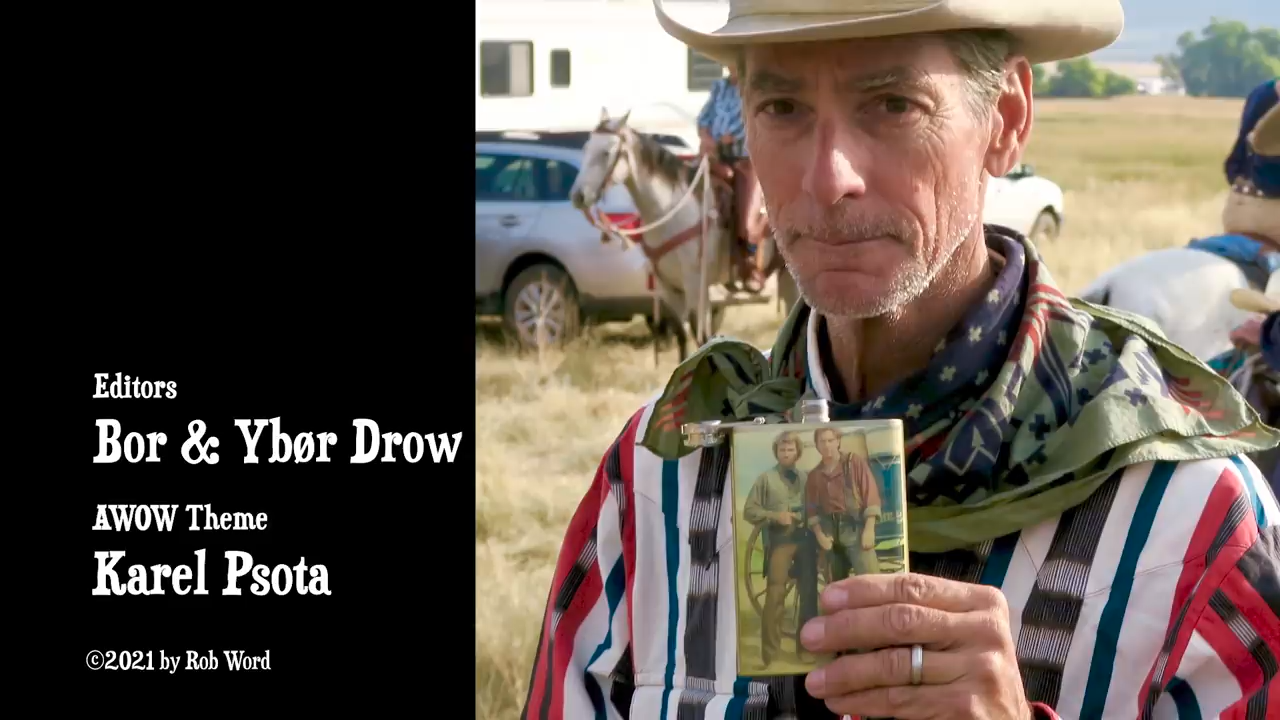 Editors
Bor & Ybør Drow
AWOW Theme
Karel Psota
©2021 by Rob Word